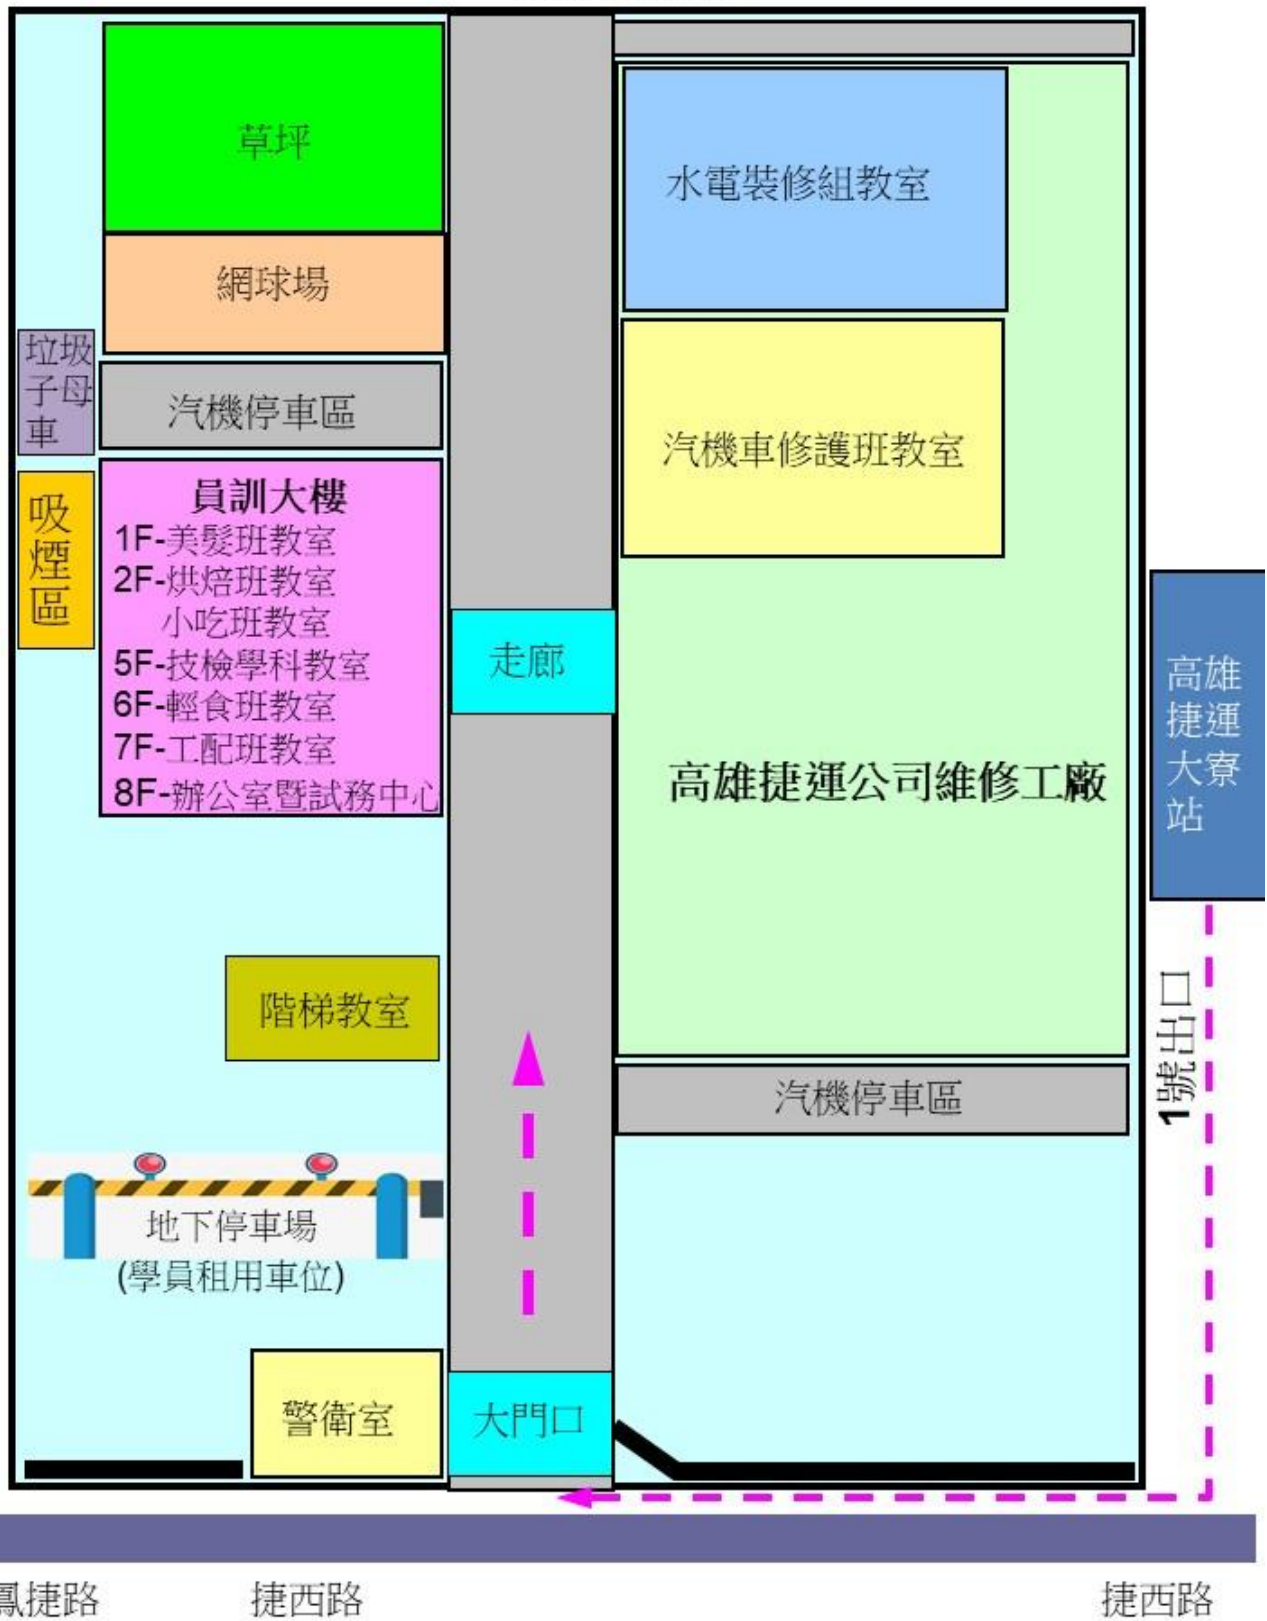 草坪
水電裝修組教室
網球場
垃圾
子母
車
汽機停車區
汽機車修護班教室
吸
煙
區
員訓大樓
1F-美髮班教室
2F-烘焙班教室
小吃班教室
5F-技檢學科教室
6F-輕食班教室
7F-工配班教室
8F-辦公室暨試務中心
走廊
高雄捷運公司維修工廠
高雄
捷運
大寮
站
1號出口
階梯教室
汽機停車區
地下停車場
(學員租用車位)
警衛室
大門口
鳳捷路
捷西路
捷西路